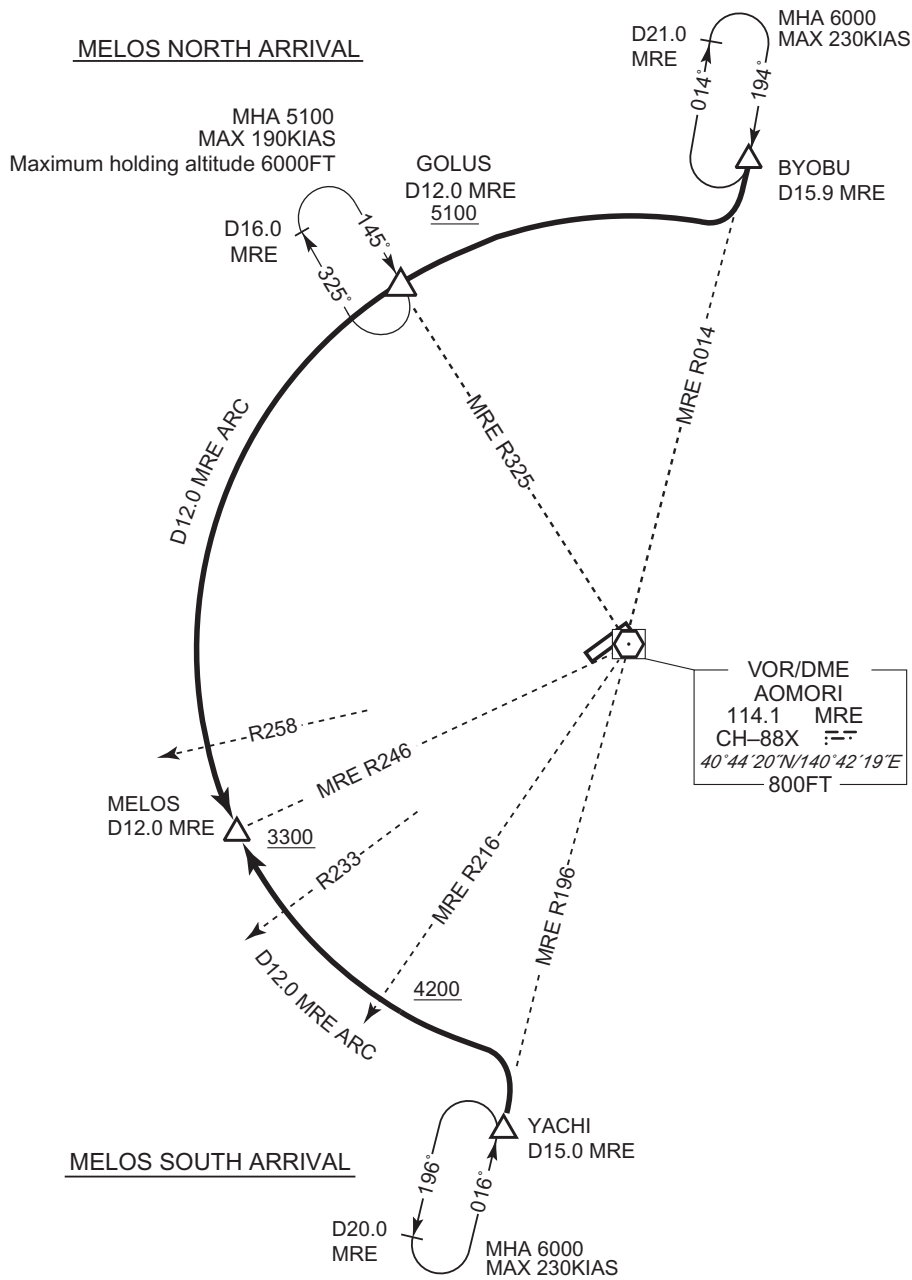 MELOS NORTH ARRIVAL
MHA 6000
MAX 230KIAS
D21.0
MRE
014°
194°
BYOBU
D15.9 MRE
MHA 5100
MAX 190KIAS
Maximum holding altitude 6000FT
GOLUS
D12.0 MRE
5100
D16.0
MRE
145°
325°
MRE R014
MRE R325
D12.0 MRE ARC
VOR/DME
AOMORI
114.1 MRE
CH–88X
40°44´20˝N/140°42´19˝E
800FT
R258
MRE R246
MELOS
D12.0 MRE
3300
R233
MRE R216
MRE R196
D12.0 MRE ARC
4200
YACHI
D15.0 MRE
MELOS SOUTH ARRIVAL
196°
016°
D20.0
MRE
MHA 6000
MAX 230KIAS